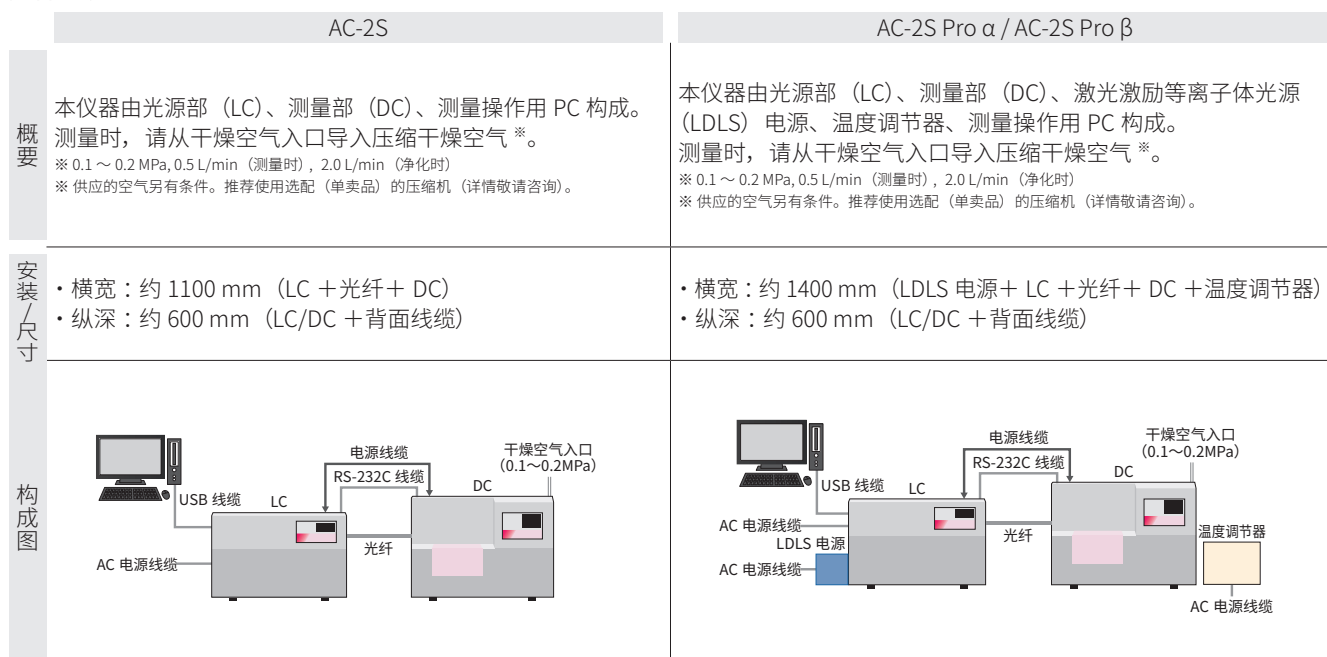 AC-2S
AC-2S Pro α / AC-2S Pro β
概要
本仪器由光源部（LC）、测量部（DC）、测量操作用 PC 构成。
测量时，请从干燥空气入口导入压缩干燥空气 ※。
※ 0.1 ～ 0.2 MPa, 0.5 L/min（测量时）, 2.0 L/min（净化时）
※ 供应的空气另有条件。推荐使用选配（单卖品）的压缩机（详情敬请咨询）。
本仪器由光源部（LC）、测量部（DC）、激光激励等离子体光源
（LDLS）电源、温度调节器、测量操作用 PC 构成。
测量时，请从干燥空气入口导入压缩干燥空气 ※。
※ 0.1 ～ 0.2 MPa, 0.5 L/min（测量时）, 2.0 L/min（净化时）
※ 供应的空气另有条件。推荐使用选配（单卖品）的压缩机（详情敬请咨询）。
安装/尺寸
・横宽：约 1100 mm（LC ＋光纤＋ DC）
・纵深：约 600 mm（LC/DC ＋背面线缆）
・横宽：约 1400 mm（LDLS 电源＋ LC ＋光纤＋ DC ＋温度调节器）
・纵深：约 600 mm（LC/DC ＋背面线缆）
构成图
电源线缆
RS-232C 线缆
干燥空气入口
（0.1～0.2MPa）
DC
USB 线缆
LC
光纤
AC 电源线缆
电源线缆
RS-232C 线缆
干燥空气入口
（0.1～0.2MPa）
DC
USB 线缆
LC
AC 电源线缆
LDLS 电源
光纤
温度调节器
AC 电源线缆
AC 电源线缆